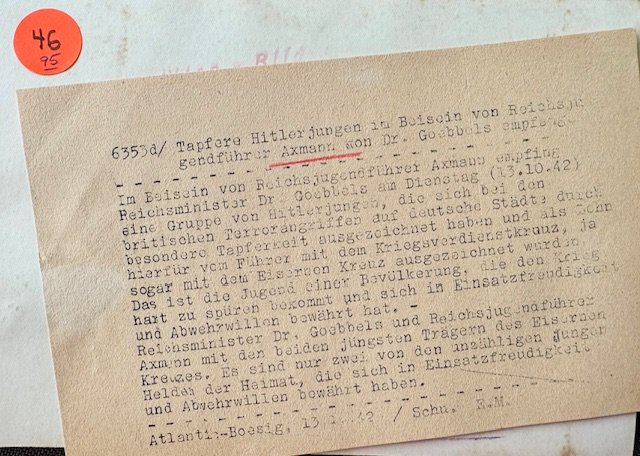 46
95
6353d/ Tapfere Hitlerjungen im Beisein von Reichsju
gendführer Axmann von Dr. Goebbels empfange
Im Beisein von Reichsjugendführer Axmann empfing
Reichsminister Dr. Goebbels am Dienstag (13.10.42)
eine Gruppe von Hitlerjungen, die sich bei den
britischen Terrorangriffen auf deutsche Städte durch
besondere Tapferkeit ausgezeichnet haben und als Lohn
hierfür vom Führer mit dem Kriegsverdienstkreuz, ja
sogar mit dem Eisernen Kreuz ausgezeichnet wurden
Das ist die Jugend einer Bevölkerung, die den Krieg
hart zu spüren bekommt und sich in Einsatzfreudigkeit
und Abwehrwillen bewährt hat. -
Reichsminister Dr. Goebbels und Reichsjugendführer
Axmann mit den beiden jüngsten Trägern des Eisernen
Kreuzes. Es sind nur zwei von den unzähligen jungen
Helden der Heimat, die sich in Einsatzfreudigkeit
und Abwehrwillen bewährt haben.
Atlantic-Boesig, 13.10.42 / Schu. R.M.